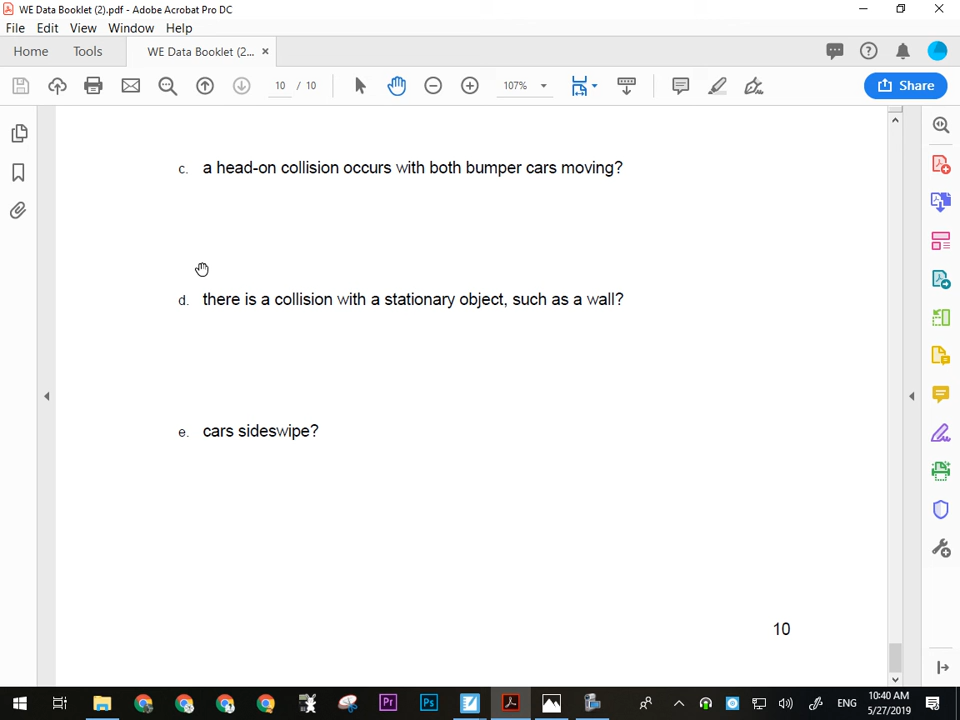 WE Data Booklet (2).pdf - Adobe Acrobat Pro DC
File Edit View Window Help
Home Tools WE Data Booklet (2... ×
10 / 10 107% Share
c. a head-on collision occurs with both bumper cars moving?
d. there is a collision with a stationary object, such as a wall?
e. cars sideswipe?
10
Pr Ps ENG 10:40 AM
5/27/2019